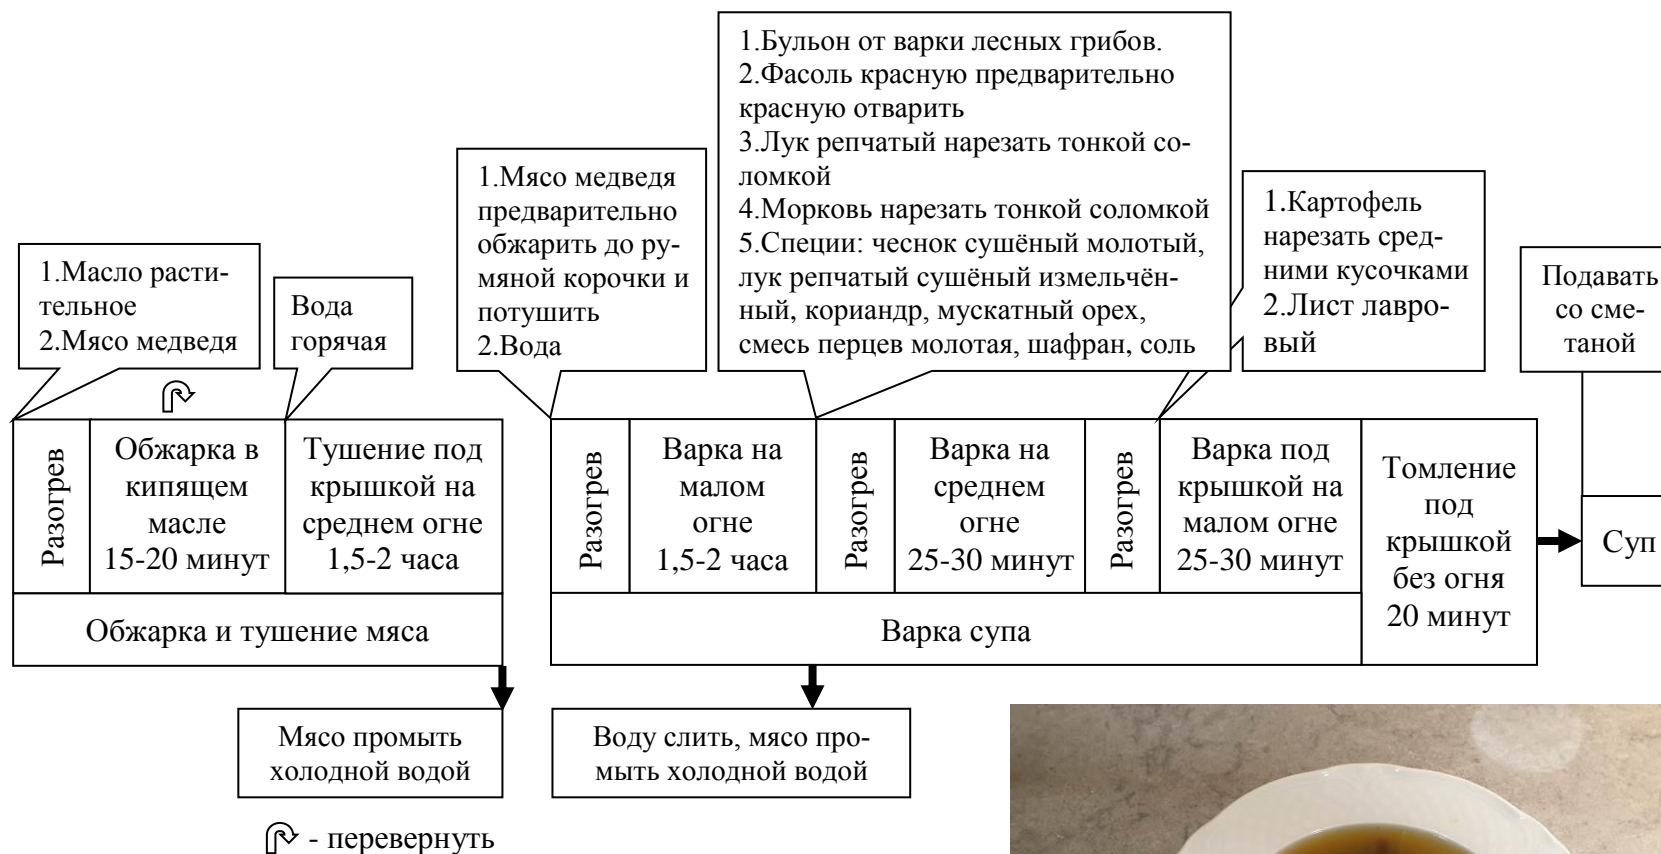 1.Бульон от варки лесных грибов.
2.Фасоль красную предварительно
красную отварить
3.Лук репчатый нарезать тонкой со-
ломкой
4.Морковь нарезать тонкой соломкой
5.Специи: чеснок сушёный молотый,
лук репчатый сушёный измельчён-
ный, кориандр, мускатный орех,
смесь перцев молотая, шафран, соль
1.Мясо медведя
предварительно
обжарить до ру-
мяной корочки и
потушить
2.Вода
1.Картофель
нарезать сред-
ними кусочками
2.Лист лавро-
вый
1.Масло расти-
тельное
2.Мясо медведя
Вода
горячая
Подавать
со сме-
таной
Разогрев
Обжарка в
кипящем
масле
15-20 минут
Тушение под
крышкой на
среднем огне
1,5-2 часа
Обжарка и тушение мяса
Разогрев
Варка на
малом
огне
1,5-2 часа
Разогрев
Варка на
среднем
огне
25-30 минут
Разогрев
Варка под
крышкой на
малом огне
25-30 минут
Варка супа
Томление
под
крышкой
без огня
20 минут
Суп
Мясо промыть
холодной водой
Воду слить, мясо про-
мыть холодной водой
- перевернуть